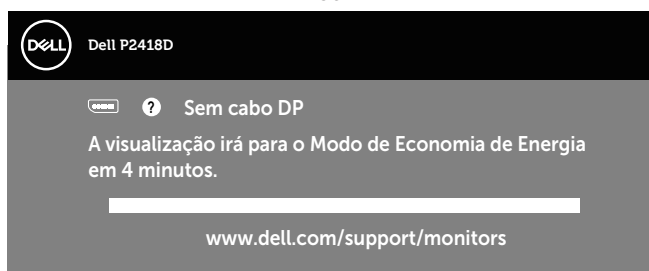 DELL
Dell P2418D
? Sem cabo DP
A visualização irá para o Modo de Economia de Energia
em 4 minutos.
www.dell.com/support/monitors